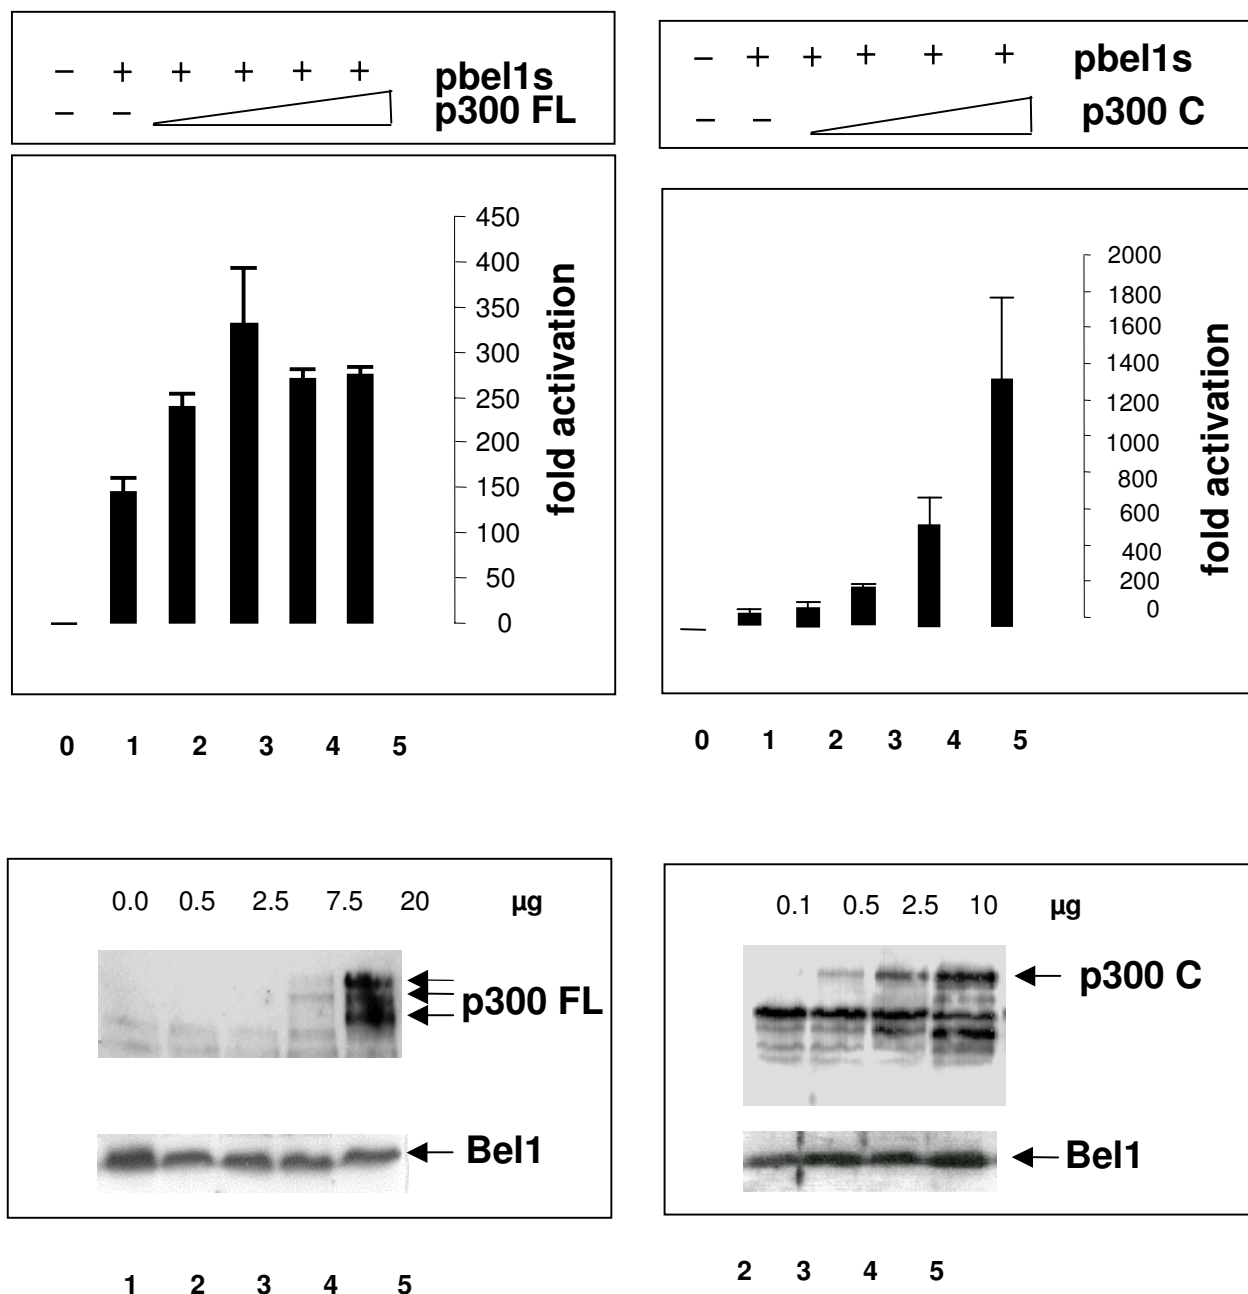 − + + + + + pbel1s
− − p300 FL
450
400
350
300
250
200
150
100
50
0
fold activation
0 1 2 3 4 5
− + + + + + pbel1s
− − p300 C
2000
1800
1600
1400
1200
1000
800
600
400
200
0
fold activation
0 1 2 3 4 5
0.0 0.5 2.5 7.5 20 µg
p300 FL
Bel1
1 2 3 4 5
0.1 0.5 2.5 10 µg
p300 C
Bel1
2 3 4 5